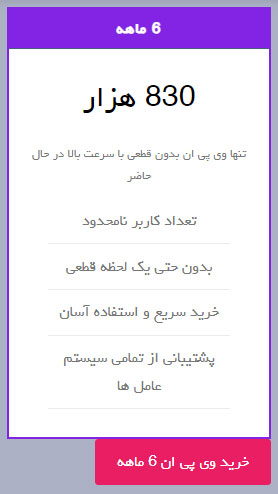 6 ماهه
830 هزار
تنها وی پی ان بدون قطعی با سرعت بالا در حال
حاضر
تعداد کاربر نامحدود
بدون حتی یک لحظه قطعی
خرید سریع و استفاده آسان
پشتیبانی از تمامی سیستم
عامل ها
خرید وی پی ان 6 ماهه